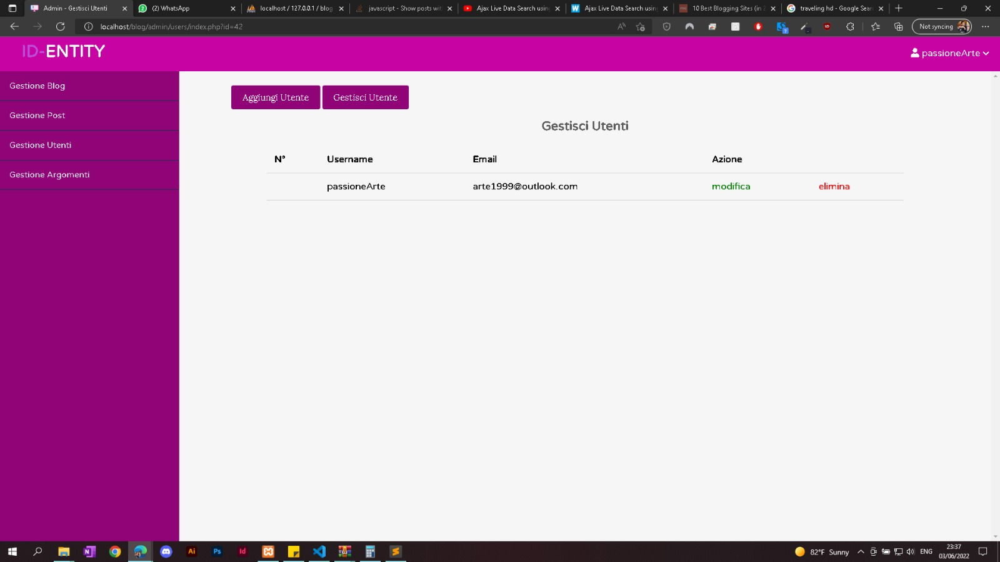 Admin - Gestisci Utenti
(2) WhatsApp
localhost / 127.0.0.1 / blog
javascript - Show posts wit
Ajax Live Data Search using
Ajax Live Data Search using
10 Best Blogging Sites (in 2
traveling hd - Google Sear
localhost/blog/admin/users/index.php?id=42
Not syncing
ID-ENTITY
passioneArte
Gestione Blog
Gestione Post
Gestione Utenti
Gestione Argomenti
Aggiungi Utente
Gestisci Utente
Gestisci Utenti
N° Username Email Azione
passioneArte arte1999@outlook.com modifica elimina
82°F Sunny
ENG
23:37
03/06/2022